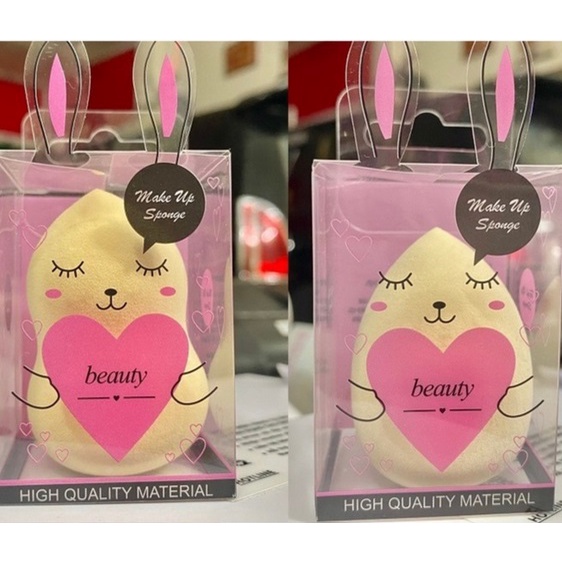 Make Up
Sponge
beauty
HIGH QUALITY MATERIAL
Make Up
Sponge
beauty
HIGH QUALITY MATERIAL